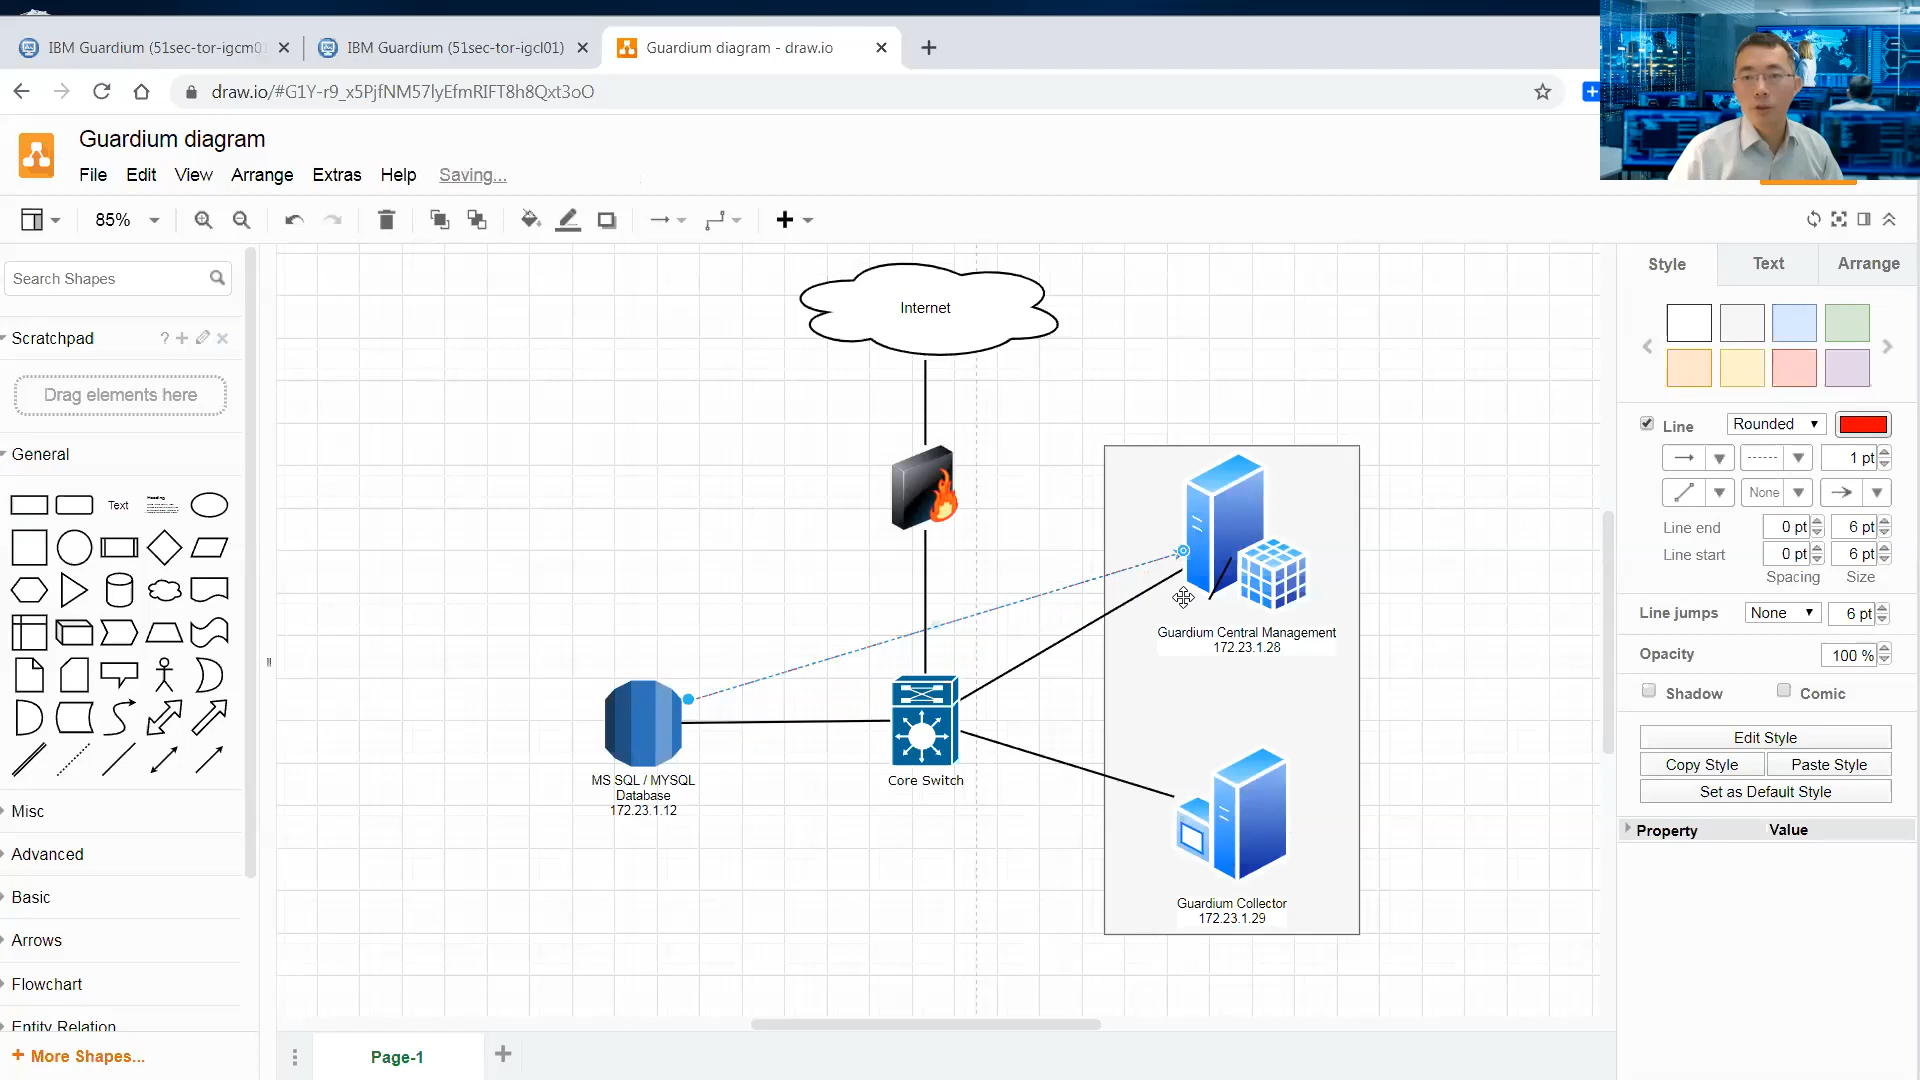 IBM Guardium (51sec-tor-igcm0
IBM Guardium (51sec-tor-igcl01)
Guardium diagram - draw.io
draw.io/#G1Y-r9_x5PjfNM57lyEfmRIFT8h8Qxt3oO
Guardium diagram
File Edit View Arrange Extras Help Saving...
85%
Search Shapes
Scratchpad
?
Drag elements here
General
Text
Heading
Misc
Advanced
Basic
Arrows
Flowchart
Entity Relation
+ More Shapes...
Internet
Guardium Central Management
172.23.1.28
MS SQL / MYSQL
Database
172.23.1.12
Core Switch
Guardium Collector
172.23.1.29
Page-1
Style Text Arrange
Line Rounded
1 pt
None
Line end 0 pt 6 pt
Line start 0 pt 6 pt
Spacing Size
Line jumps None 6 pt
Opacity 100 %
Shadow Comic
Edit Style
Copy Style Paste Style
Set as Default Style
Property Value